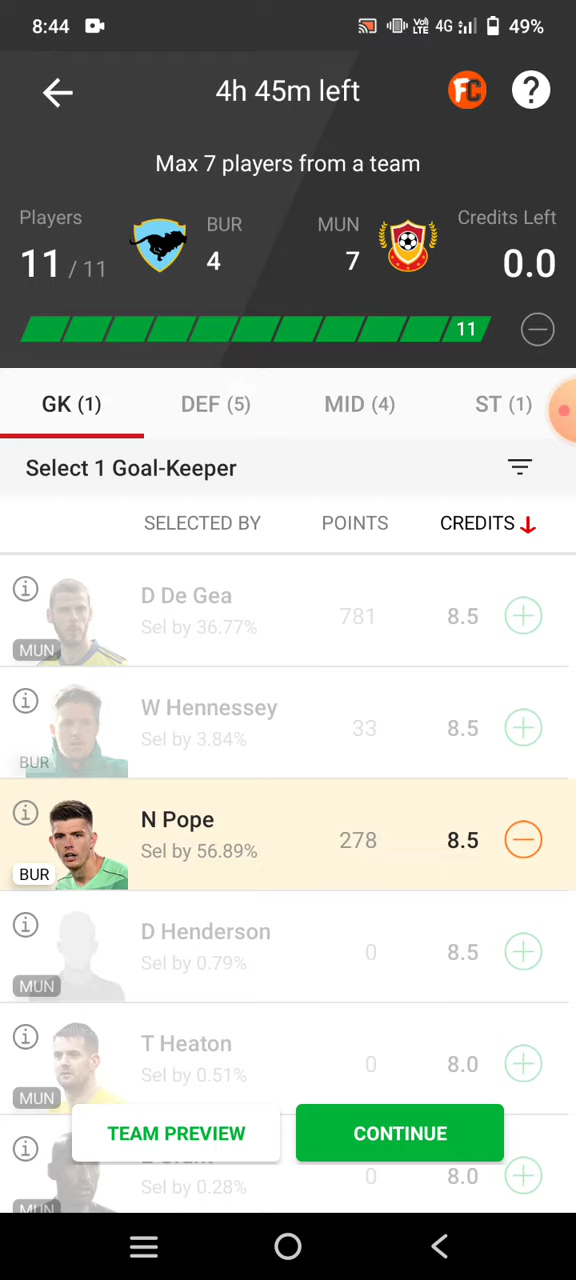 8:44 Vo) LTE 4G 49%
4h 45m left FC ?
Max 7 players from a team
Players BUR MUN Credits Left
11 / 11 4 7 0.0
11
GK (1) DEF (5) MID (4) ST (1)
Select 1 Goal-Keeper
SELECTED BY POINTS CREDITS
D De Gea
Sel by 36.77% 781 8.5
MUN
W Hennessey
Sel by 3.84% 33 8.5
BUR
N Pope
Sel by 56.89% 278 8.5
BUR
D Henderson
Sel by 0.79% 0 8.5
MUN
T Heaton
Sel by 0.51% 0 8.0
MUN
TEAM PREVIEW CONTINUE
Sel by 0.28% 0 8.0
MUN